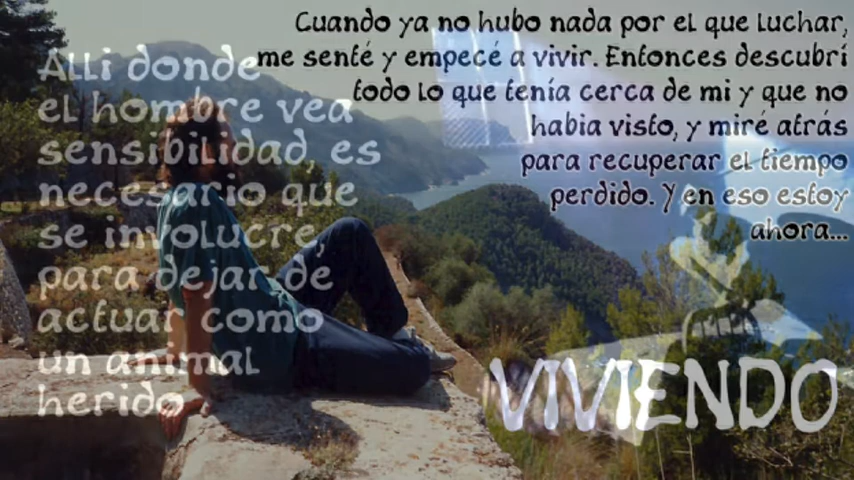 Cuando ya no hubo nada por el que luchar,
me senté y empecé a vivir. Entonces descubrí
todo lo que tenía cerca de mi y que no
habia visto, y miré atrás
para recuperar el tiempo
perdido. Y en eso estoy
ahora...
Alli donde
el hombre vea
sensibilidad, es
necesario que
se involucre,
para dejar de
actuar como
un animal
herido
VIVIENDO